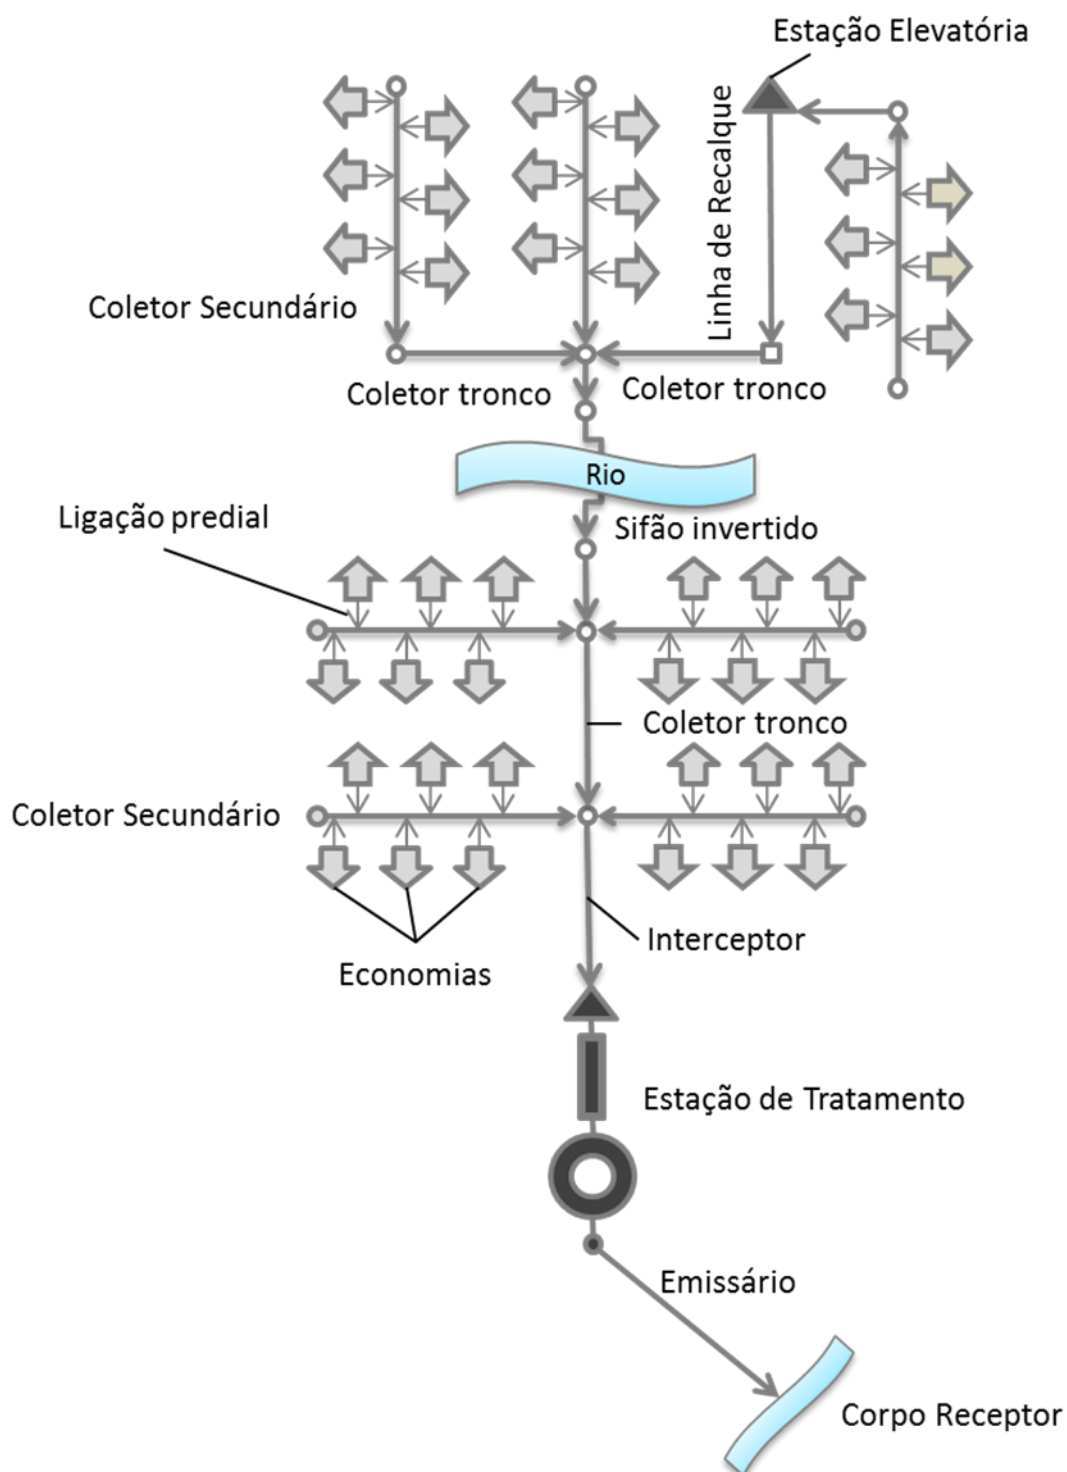 Estação Elevatória
Linha de Recalque
Coletor Secundário
Coletor tronco
Coletor tronco
Rio
Ligação predial
Sifão invertido
Coletor tronco
Coletor Secundário
Interceptor
Economias
Estação de Tratamento
Emissário
Corpo Receptor